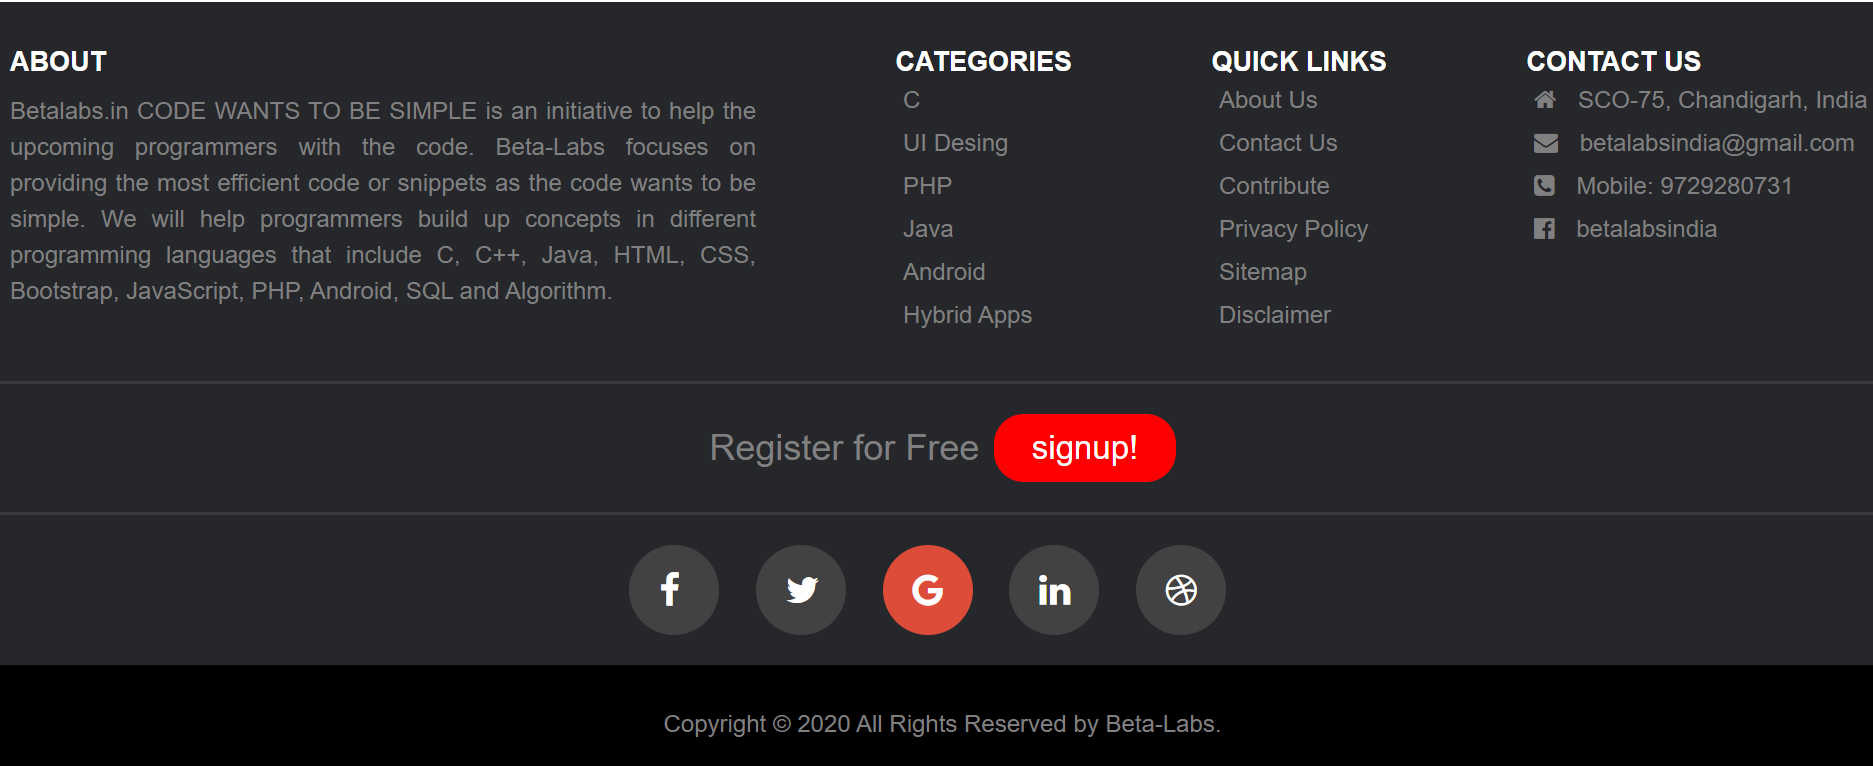 ABOUT
Betalabs.in CODE WANTS TO BE SIMPLE is an initiative to help the
upcoming programmers with the code. Beta-Labs focuses on
providing the most efficient code or snippets as the code wants to be
simple. We will help programmers build up concepts in different
programming languages that include C, C++, Java, HTML, CSS,
Bootstrap, JavaScript, PHP, Android, SQL and Algorithm.
CATEGORIES
C
UI Desing
PHP
Java
Android
Hybrid Apps
QUICK LINKS
About Us
Contact Us
Contribute
Privacy Policy
Sitemap
Disclaimer
CONTACT US
SCO-75, Chandigarh, India
betalabsindia@gmail.com
Mobile: 9729280731
betalabsindia
Register for Free signup!
Copyright © 2020 All Rights Reserved by Beta-Labs.